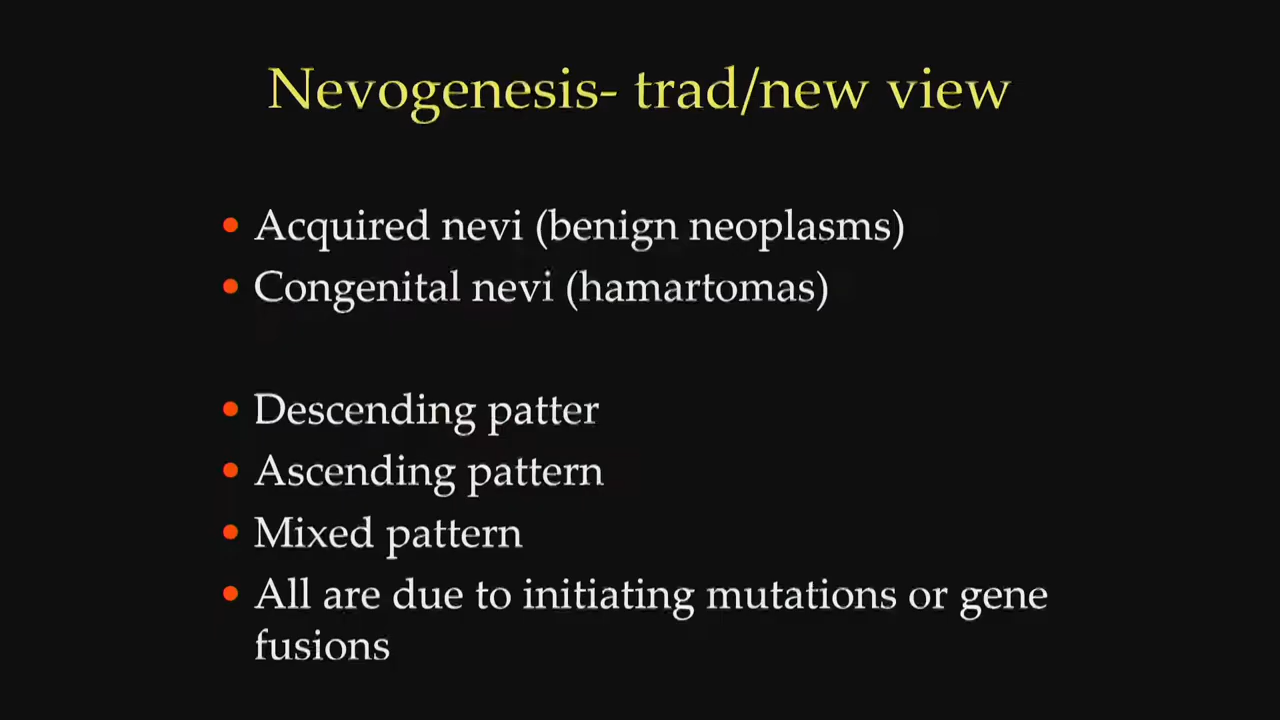 Nevogenesis- trad/new view
• Acquired nevi (benign neoplasms)
• Congenital nevi (hamartomas)
• Descending patter
• Ascending pattern
• Mixed pattern
• All are due to initiating mutations or gene
fusions